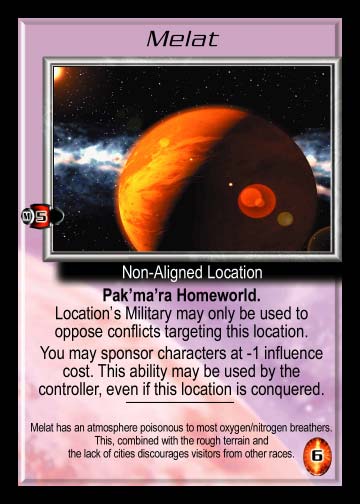 Melat
M 5
Non-Aligned Location
Pak'ma'ra Homeworld.
Location's Military may only be used to
oppose conflicts targeting this location.
You may sponsor characters at -1 influence
cost. This ability may be used by the
controller, even if this location is conquered.
Melat has an atmosphere poisonous to most oxygen/nitrogen breathers.
This, combined with the rough terrain and
the lack of cities discourages visitors from other races.
6